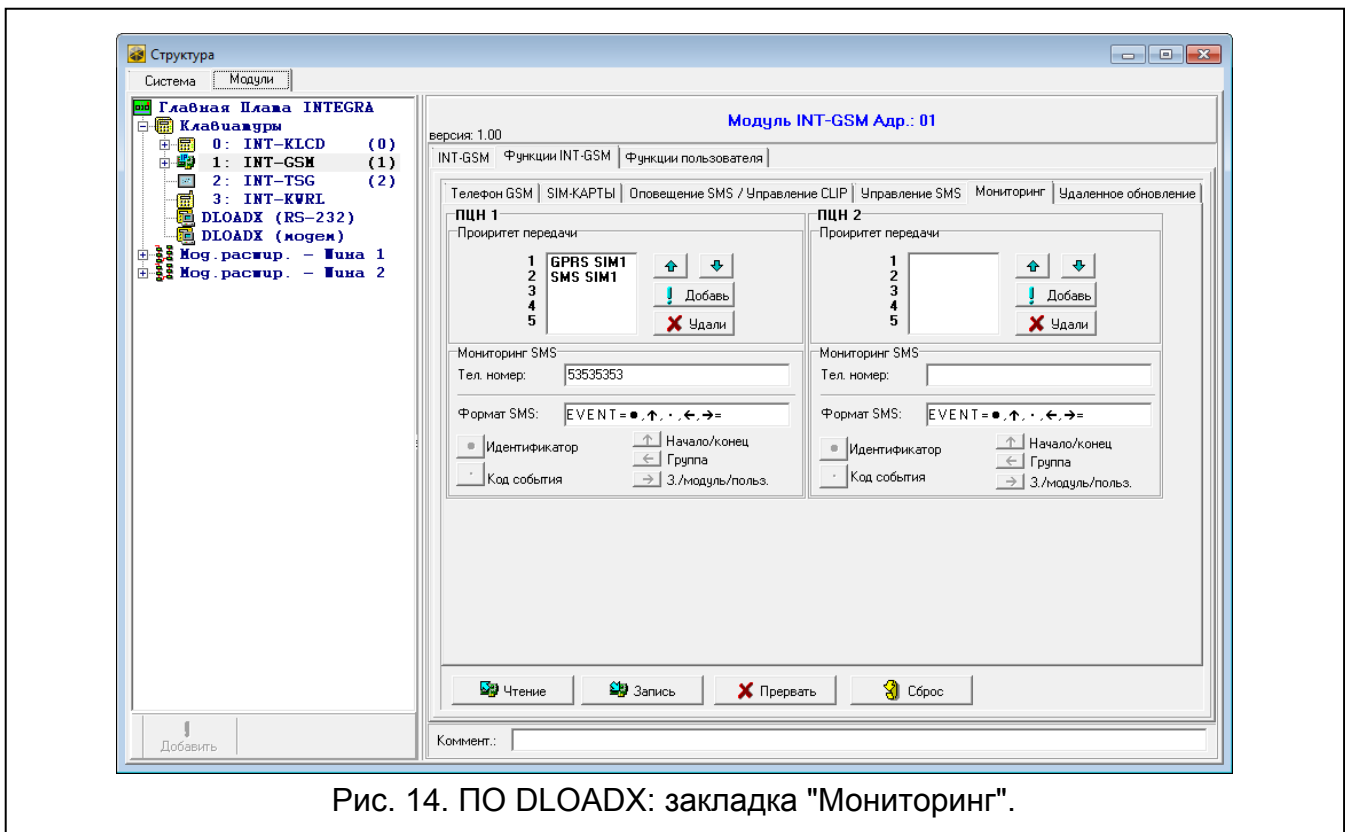 Структура
Система Модули
Главная Плата INTEGRA
Клавиатуры
0: INT-KLCD (0)
1: INT-GSM (1)
2: INT-TSG (2)
3: INT-KWRL
DLOADX (RS-232)
DLOADX (модем)
Мод.расшир. – Шина 1
Мод.расшир. – Шина 2
Добавить
Модуль INT-GSM Адр.: 01
версия: 1.00
INT-GSM Функции INT-GSM Функции пользователя
Телефон GSM SIM-КАРТЫ Оповещение SMS / Управление CLIP Управление SMS Мониторинг Удаленное обновление
ПЦН 1
Проиритет передачи
1 GPRS SIM1
2 SMS SIM1
3
4
5
Добавь
Удали
Мониторинг SMS
Тел. номер: 53535353
Формат SMS: EVENT=●,↑,·,←,→=
Идентификатор
Код события
↑ Начало/конец
← Группа
→ З./модуль/польз.
ПЦН 2
Проиритет передачи
1
2
3
4
5
Добавь
Удали
Мониторинг SMS
Тел. номер:
Формат SMS: EVENT=●,↑,·,←,→=
Идентификатор
Код события
↑ Начало/конец
← Группа
→ З./модуль/польз.
Чтение Запись Прервать Сброс
Коммент.:
Рис. 14. ПО DLOADX: закладка "Мониторинг".